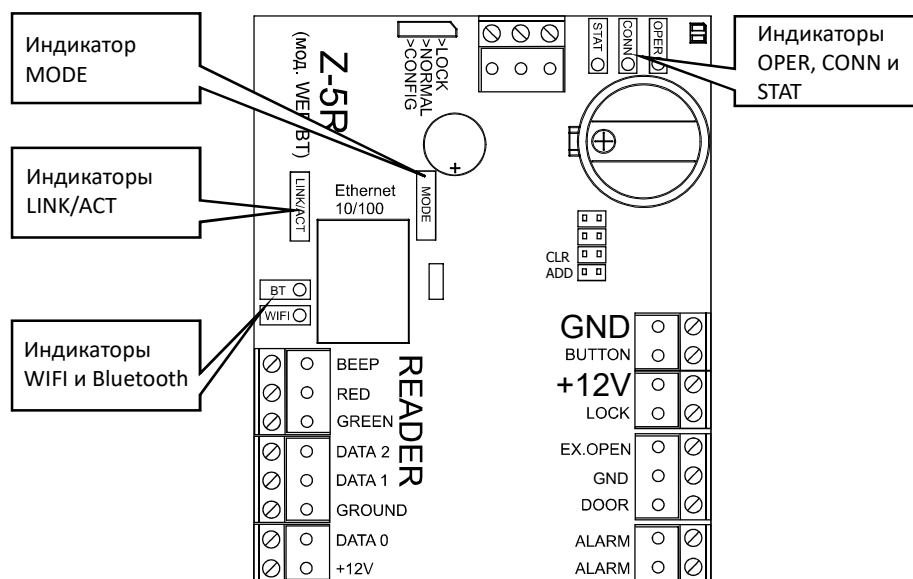 Индикатор
MODE
Индикаторы
LINK/ACT
Индикаторы
WIFI и Bluetooth
Индикаторы
OPER, CONN и
STAT
Z-5R
(мод. WEB BT)
>LOCK
>NORMAL
>CONFIG
STAT
CONN
OPER
LINK/ACT
Ethernet
10/100
MODE
+
BT
WIFI
CLR
ADD
READER
BEEP
RED
GREEN
DATA 2
DATA 1
GROUND
DATA 0
+12V
GND
BUTTON
+12V
LOCK
EX.OPEN
GND
DOOR
ALARM
ALARM